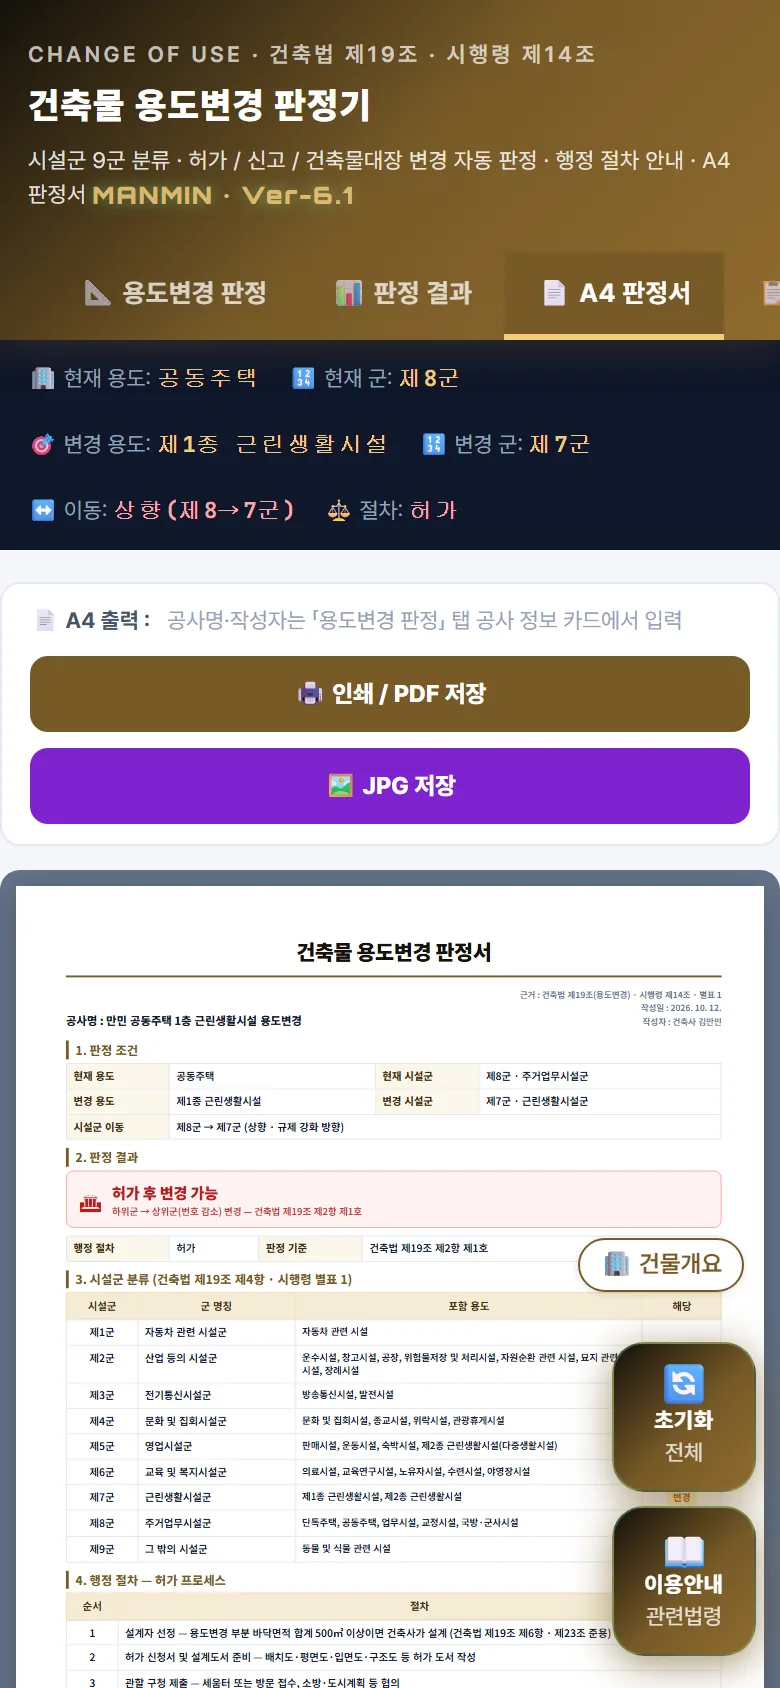 CHANGE OF USE · 건축법 제19조 · 시행령 제14조
건축물 용도변경 판정기
시설군 9군 분류 · 허가 / 신고 / 건축물대장 변경 자동 판정 · 행정 절차 안내 · A4
판정서 MANMIN · Ver-6.1
용도변경 판정
판정 결과
A4 판정서
현재 용도: 공동주택
현재 군: 제8군
변경 용도: 제1종 근린생활시설
변경 군: 제7군
이동: 상향(제8→7군)
절차: 허가
A4 출력 : 공사명·작성자는 「용도변경 판정」 탭 공사 정보 카드에서 입력
인쇄 / PDF 저장
JPG 저장
건축물 용도변경 판정서
근거 : 건축법 제19조(용도변경) · 시행령 제14조 · 별표 1
작성일 : 2026. 10. 12.
공사명 : 만민 공동주택 1층 근린생활시설 용도변경
작성자 : 건축사 김만민
1. 판정 조건
현재 용도 공동주택 현재 시설군 제8군 · 주거업무시설군
변경 용도 제1종 근린생활시설 변경 시설군 제7군 · 근린생활시설군
시설군 이동 제8군 → 제7군 (상향 · 규제 강화 방향)
2. 판정 결과
허가 후 변경 가능
하위군 → 상위군(번호 감소) 변경 — 건축법 제19조 제2항 제1호
행정 절차 허가 판정 기준 건축법 제19조 제2항 제1호
건물개요
3. 시설군 분류 (건축법 제19조 제4항 · 시행령 별표 1)
시설군 군 명칭 포함 용도 해당
제1군 자동차 관련 시설군 자동차 관련 시설
제2군 산업 등의 시설군 운수시설, 창고시설, 공장, 위험물저장 및 처리시설, 자원순환 관련 시설, 묘지 관련
시설, 장례시설
제3군 전기통신시설군 방송통신시설, 발전시설
제4군 문화 및 집회시설군 문화 및 집회시설, 종교시설, 위락시설, 관광휴게시설
제5군 영업시설군 판매시설, 운동시설, 숙박시설, 제2종 근린생활시설(다중생활시설)
제6군 교육 및 복지시설군 의료시설, 교육연구시설, 노유자시설, 수련시설, 야영장시설
제7군 근린생활시설군 제1종 근린생활시설, 제2종 근린생활시설 변경
제8군 주거업무시설군 단독주택, 공동주택, 업무시설, 교정시설, 국방·군사시설
제9군 그 밖의 시설군 동물 및 식물 관련 시설
초기화
전체
이용안내
관련법령
4. 행정 절차 — 허가 프로세스
순서 절차
1 설계자 선정 — 용도변경 부분 바닥면적 합계 500㎡ 이상이면 건축사가 설계 (건축법 제19조 제6항 · 제23조 준용)
2 허가 신청서 및 설계도서 준비 — 배치도·평면도·입면도·구조도 등 허가 도서 작성
3 관할 구청 제출 — 세움터 또는 방문 접수, 소방·도시계획 등 협의